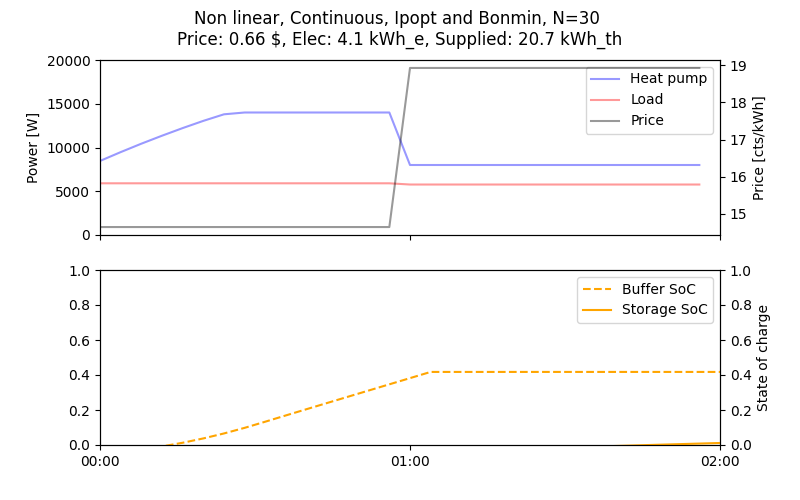 Non linear, Continuous, Ipopt and Bonmin, N=30
Price: 0.66 $, Elec: 4.1 kWh_e, Supplied: 20.7 kWh_th
20000
15000
10000
5000
0
Power [W]
Heat pump
Load
Price
19
18
17
16
15
Price [cts/kWh]
1.0
0.8
0.6
0.4
0.2
0.0
Buffer SoC
Storage SoC
1.0
0.8
0.6
0.4
0.2
0.0
State of charge
00:00
01:00
02:00